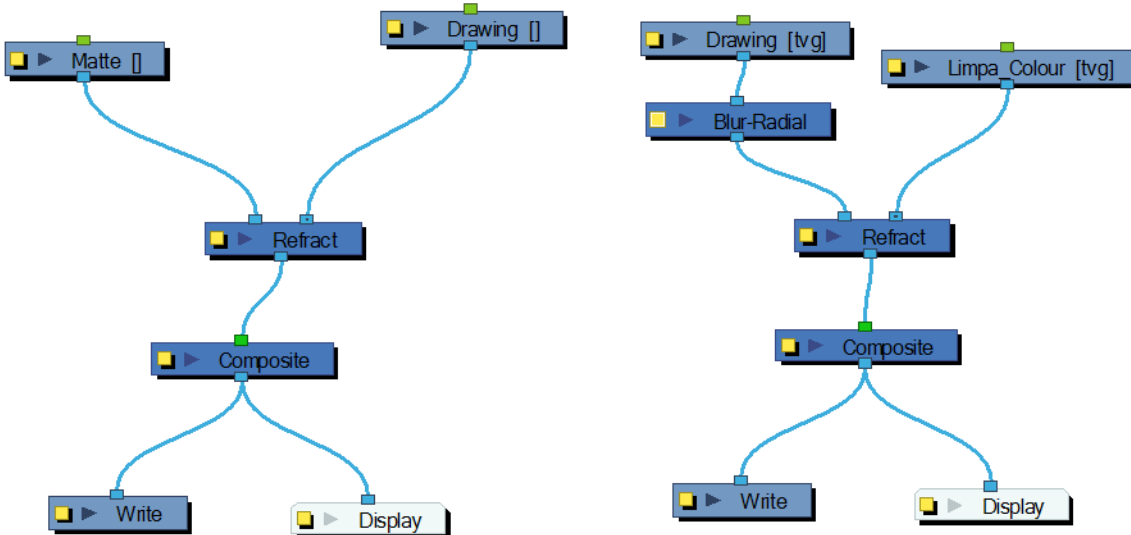 Matte []
Drawing []
Refract
Composite
Write
Display
Drawing [tvg]
Limpa_Colour [tvg]
Blur-Radial
Refract
Composite
Write
Display